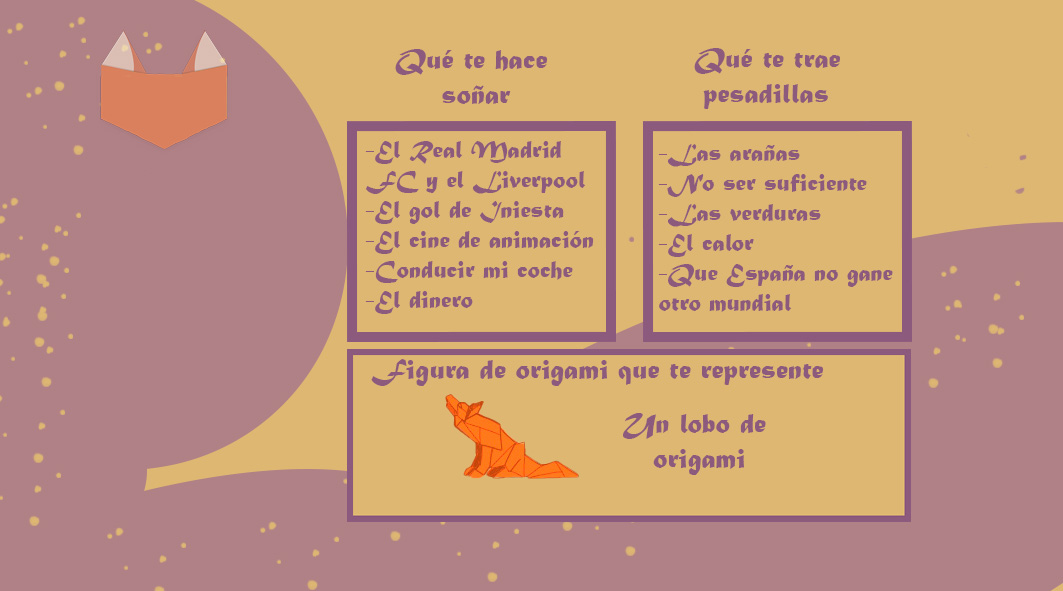 Qué te hace
soñar
-El Real Madrid
FC y el Liverpool
-El gol de Iniesta
-El cine de animación
-Conducir mi coche
-El dinero
Qué te trae
pesadillas
-Las arañas
-No ser suficiente
-Las verduras
-El calor
-Que España no gane
otro mundial
Figura de origami que te represente
Un lobo de
origami